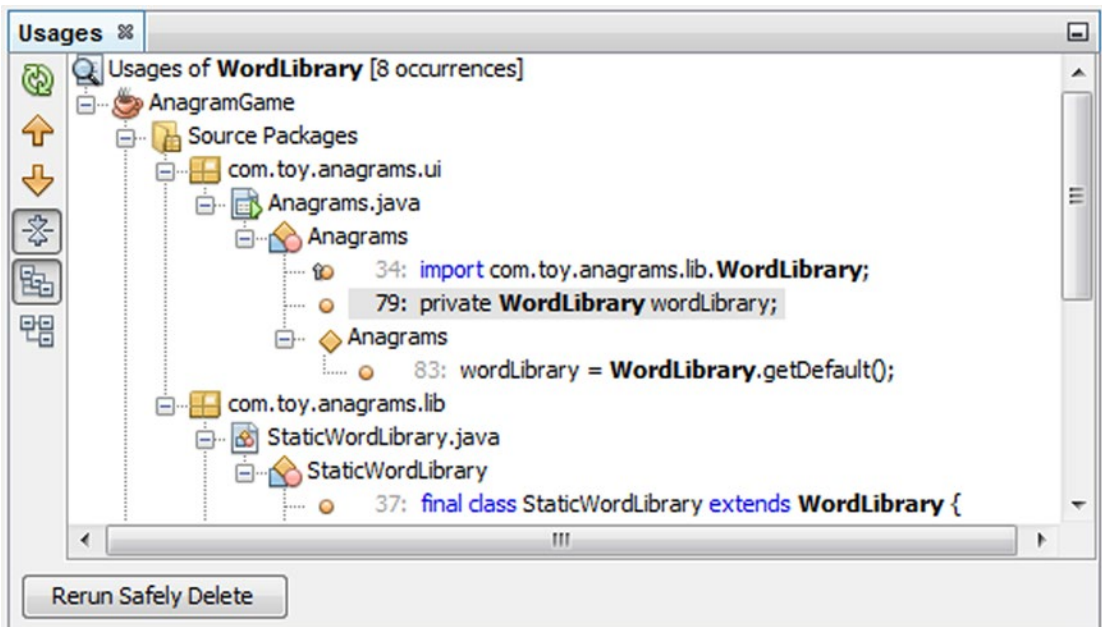 Usages
Usages of WordLibrary [8 occurrences]
AnagramGame
Source Packages
com.toy.anagrams.ui
Anagrams.java
Anagrams
34: import com.toy.anagrams.lib.WordLibrary;
79: private WordLibrary wordLibrary;
Anagrams
83: wordLibrary = WordLibrary.getDefault();
com.toy.anagrams.lib
StaticWordLibrary.java
StaticWordLibrary
37: final class StaticWordLibrary extends WordLibrary {
Rerun Safely Delete